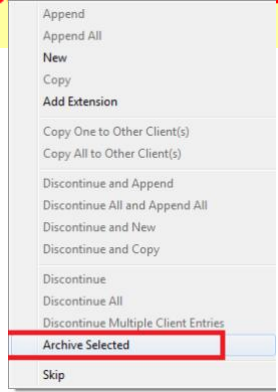 Append
Append All
New
Copy
Add Extension
Copy One to Other Client(s)
Copy All to Other Client(s)
Discontinue and Append
Discontinue All and Append All
Discontinue and New
Discontinue and Copy
Discontinue
Discontinue All
Discontinue Multiple Client Entries
Archive Selected
Skip